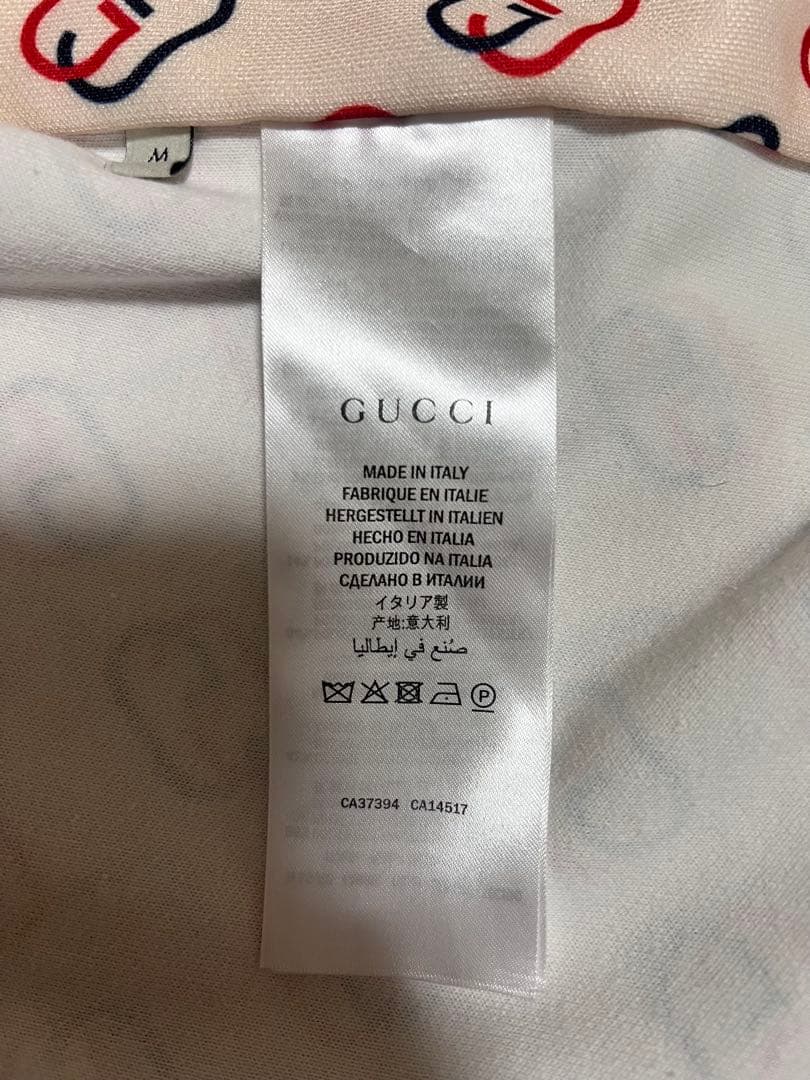 M
GUCCI
MADE IN ITALY
FABRIQUE EN ITALIE
HERGESTELLT IN ITALIEN
HECHO EN ITALIA
PRODUZIDO NA ITALIA
СДЕЛАНО В ИТАЛИИ
イタリア製
产地:意大利
صُنع في إيطاليا
P
CA37394 CA14517